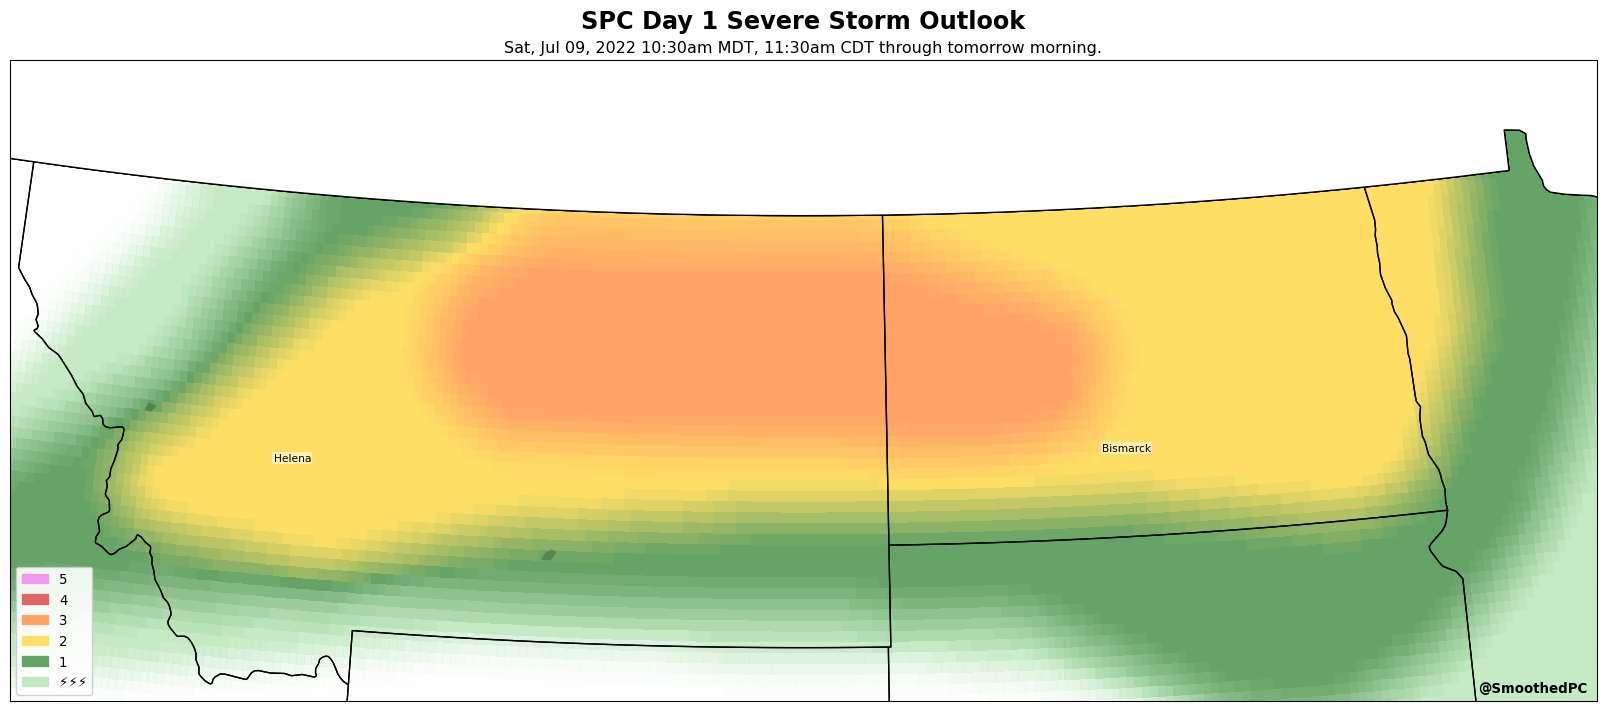 SPC Day 1 Severe Storm Outlook
Sat, Jul 09, 2022 10:30am MDT, 11:30am CDT through tomorrow morning.
Bismarck
Helena
5
4
3
2
1
⚡⚡⚡
@SmoothedPC